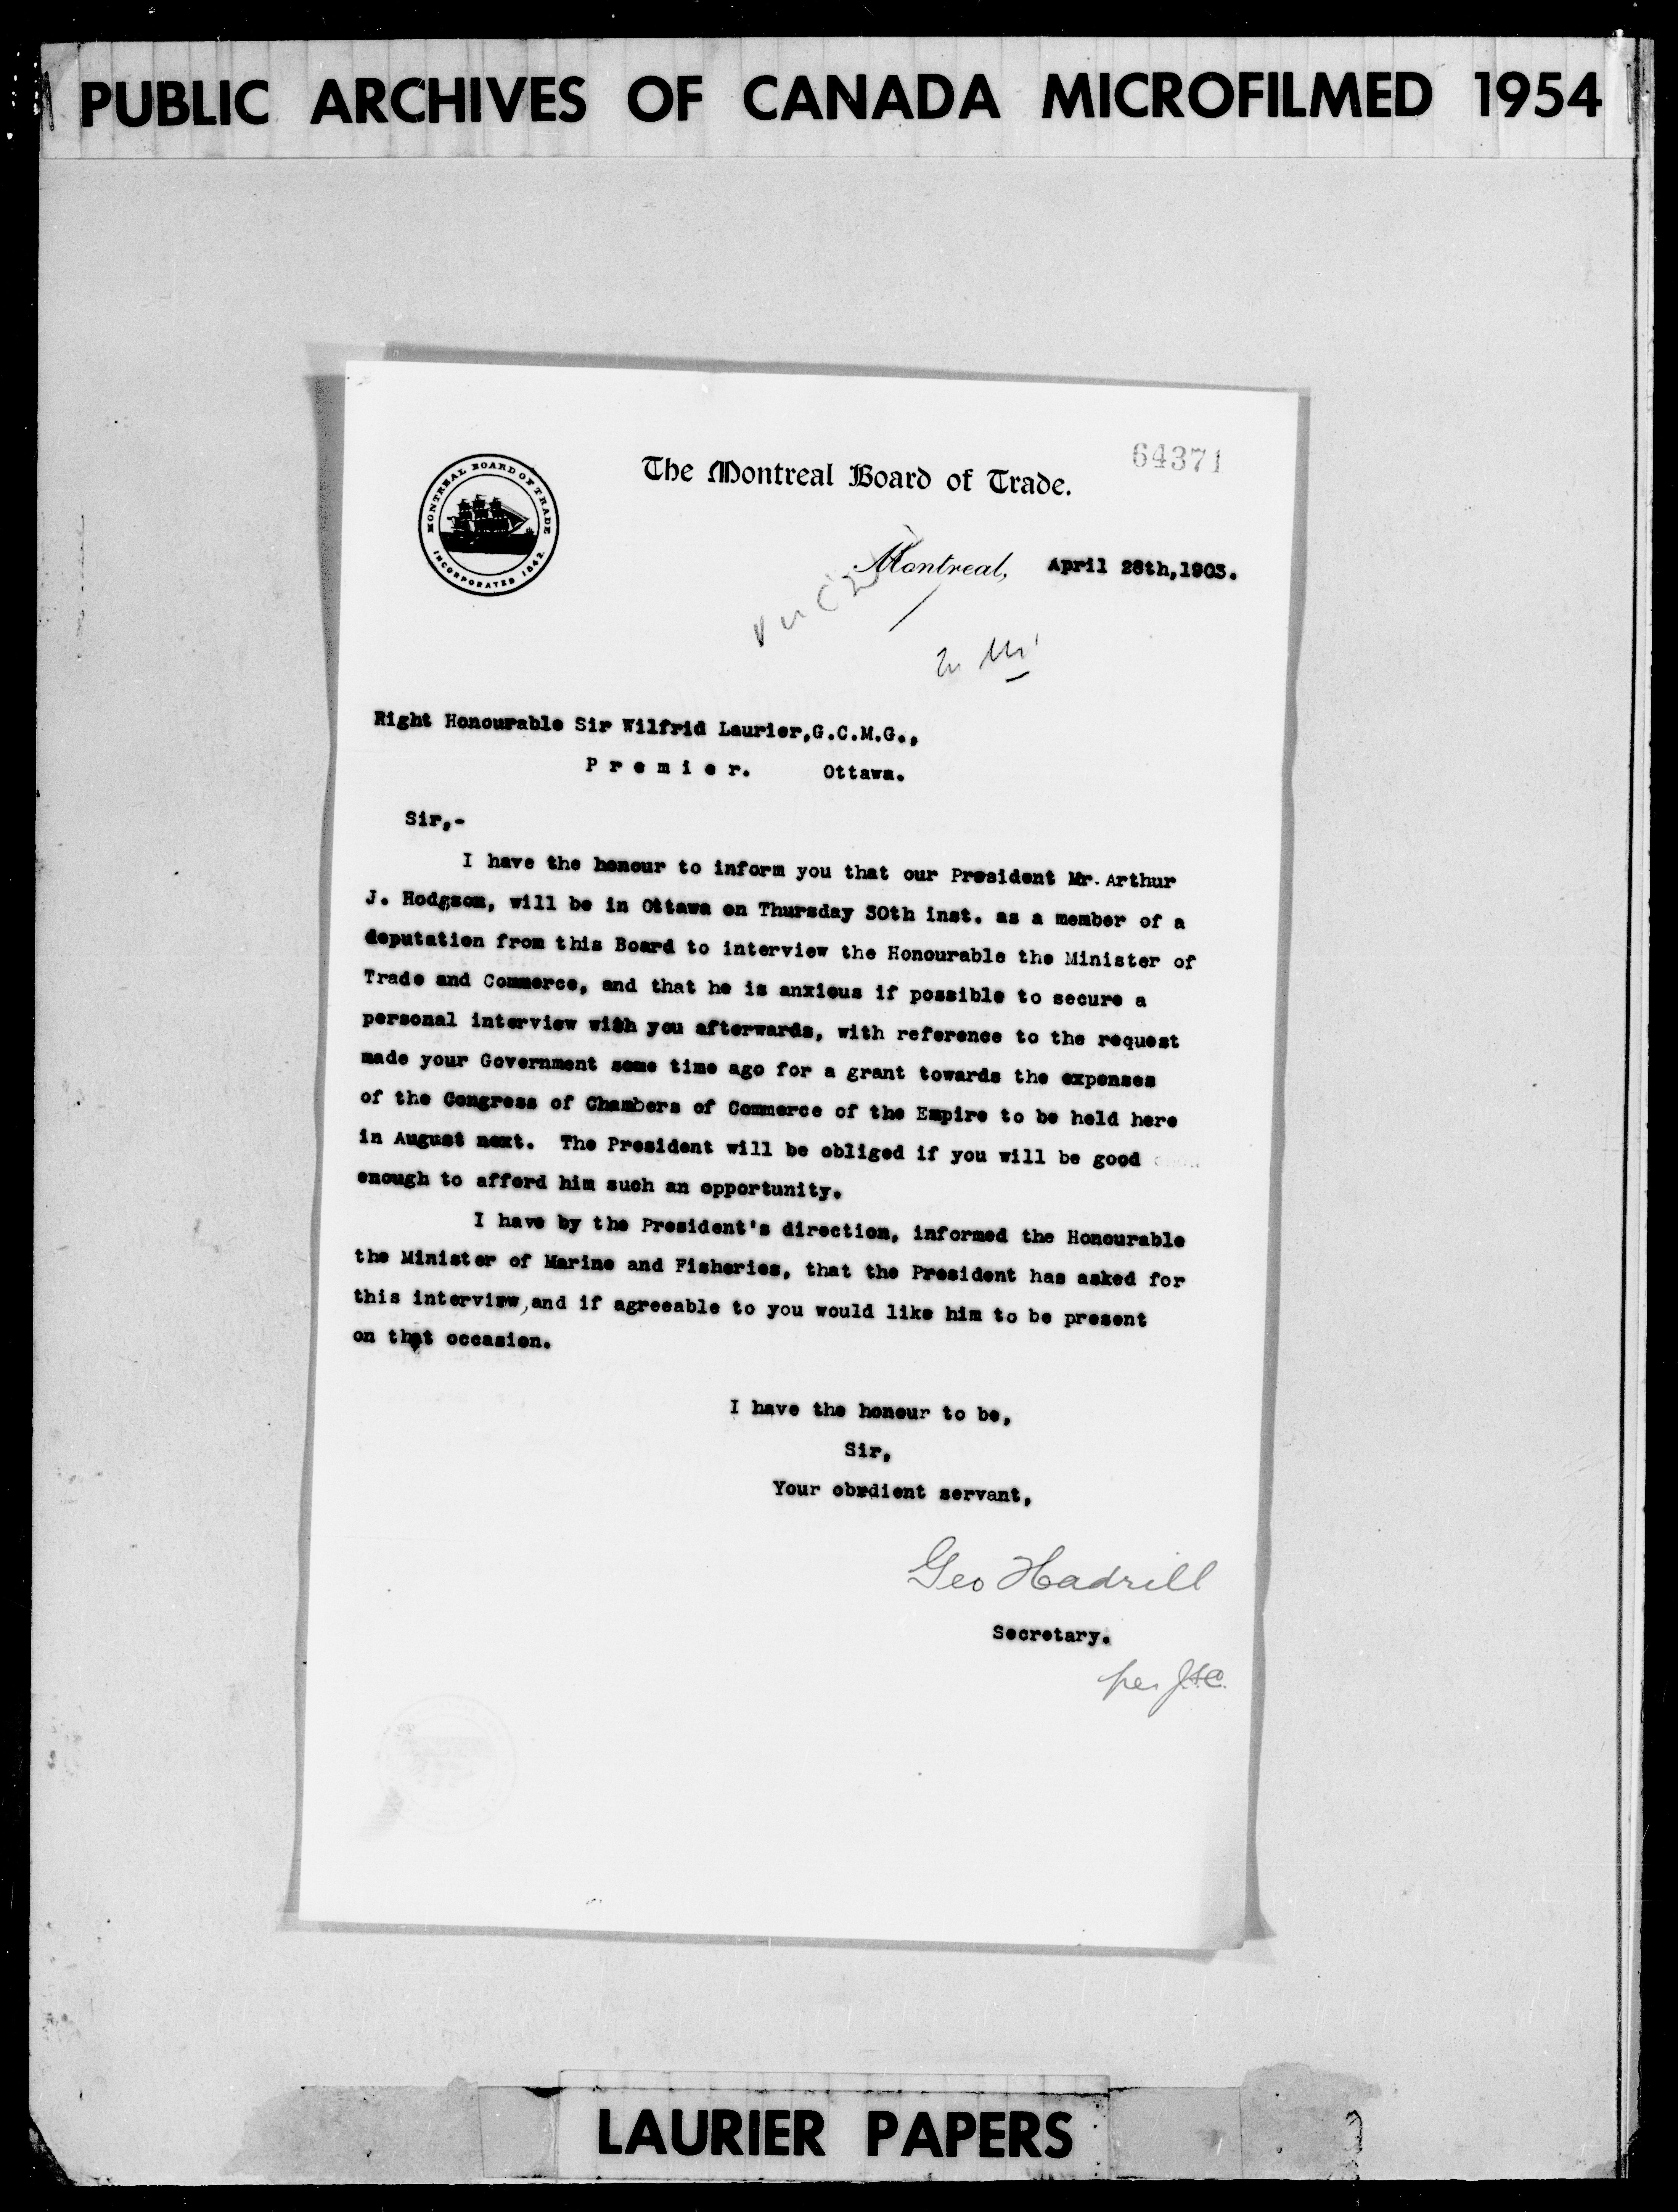 PUBLIC ARCHIVES OF CANADA MICROFILMED 1954
64371
The Montreal Board of Trade.
MONTREAL BOARD OF TRADE
INCORPORATED 1842.
Montreal, April 28th,1903.
Right Honourable Sir Wilfrid Laurier,G.C.M.G.,
Premier. Ottawa.
Sir,-
I have the honour to inform you that our President Mr. Arthur
J. Hodgson, will be in Ottawa on Thursday 30th inst. as a member of a
deputation from this Board to interview the Honourable the Minister of
Trade and Commerce, and that he is anxious if possible to secure a
personal interview with you afterwards, with reference to the request
made your Government some time ago for a grant towards the expenses
of the Congress of Chambers of Commerce of the Empire to be held here
in August next. The President will be obliged if you will be good
enough to afford him such an opportunity.
I have by the President's direction, informed the Honourable
the Minister of Marine and Fisheries, that the President has asked for
this interview, and if agreeable to you would like him to be present
on that occasion.
I have the honour to be,
Sir,
Your obedient servant,
Geo Hadrill
Secretary.
per
LAURIER PAPERS